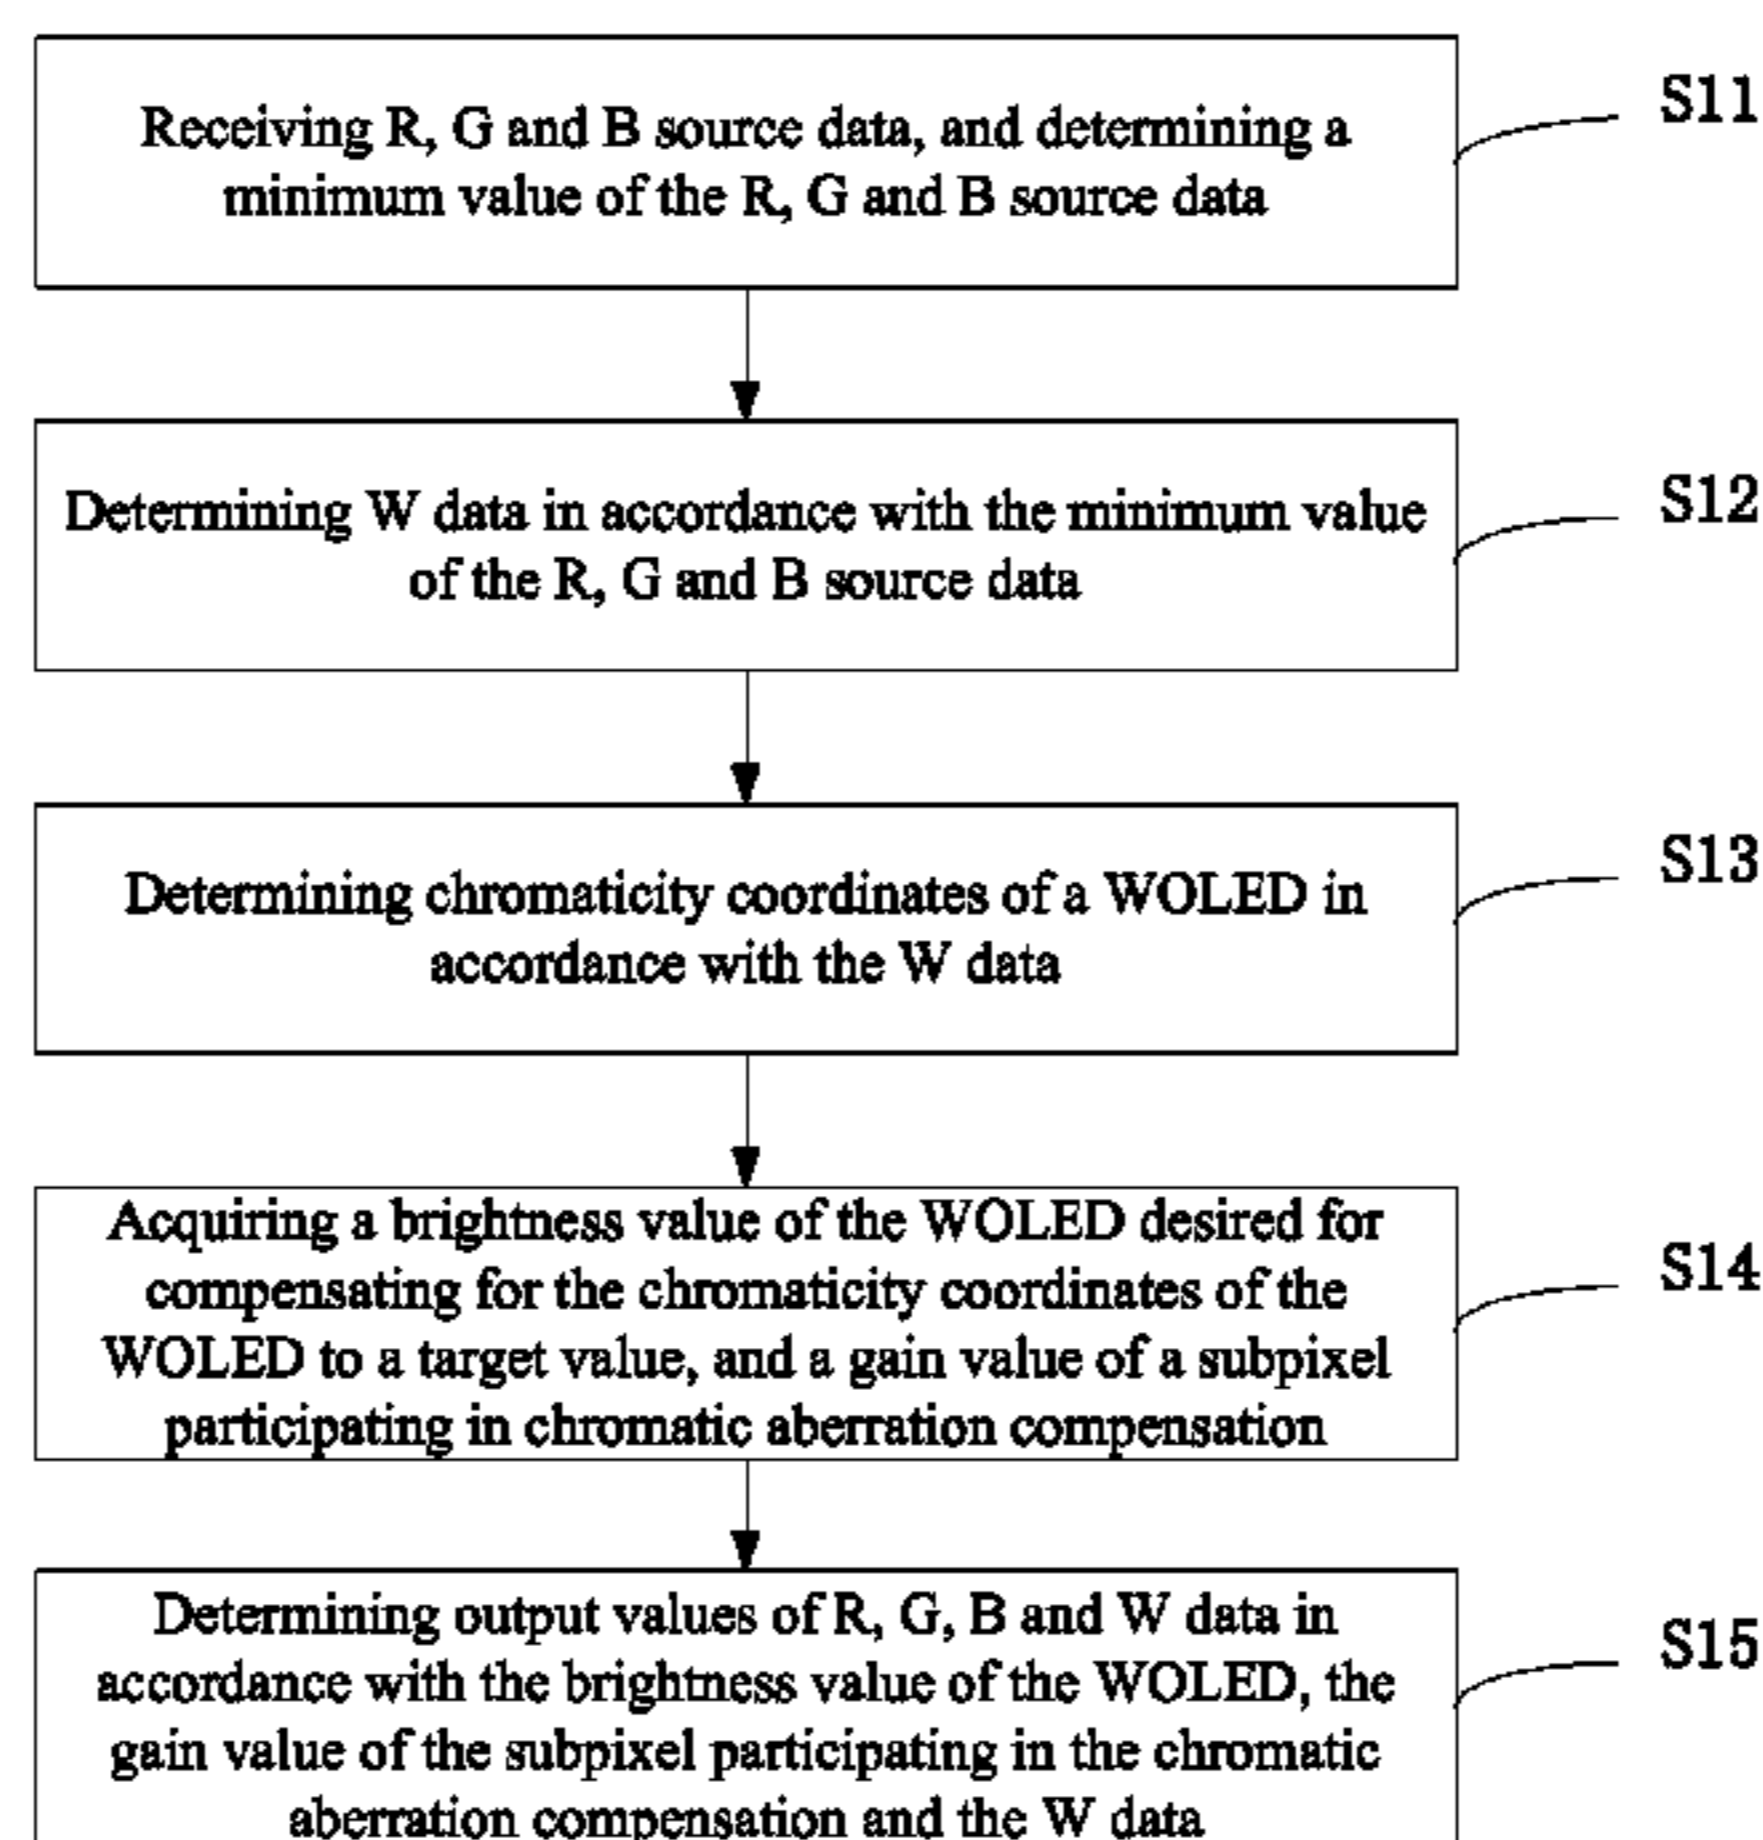 Receiving R, G and B source data, and determining a
minimum value of the R, G and B source data
S11
Determining W data in accordance with the minimum value
of the R, G and B source data
S12
Determining chromaticity coordinates of a WOLED in
accordance with the W data
S13
Acquiring a brightness value of the WOLED desired for
compensating for the chromaticity coordinates of the
WOLED to a target value, and a gain value of a subpixel
participating in chromatic aberration compensation
S14
Determining output values of R, G, B and W data in
accordance with the brightness value of the WOLED, the
gain value of the subpixel participating in the chromatic
aberration compensation and the W data
S15